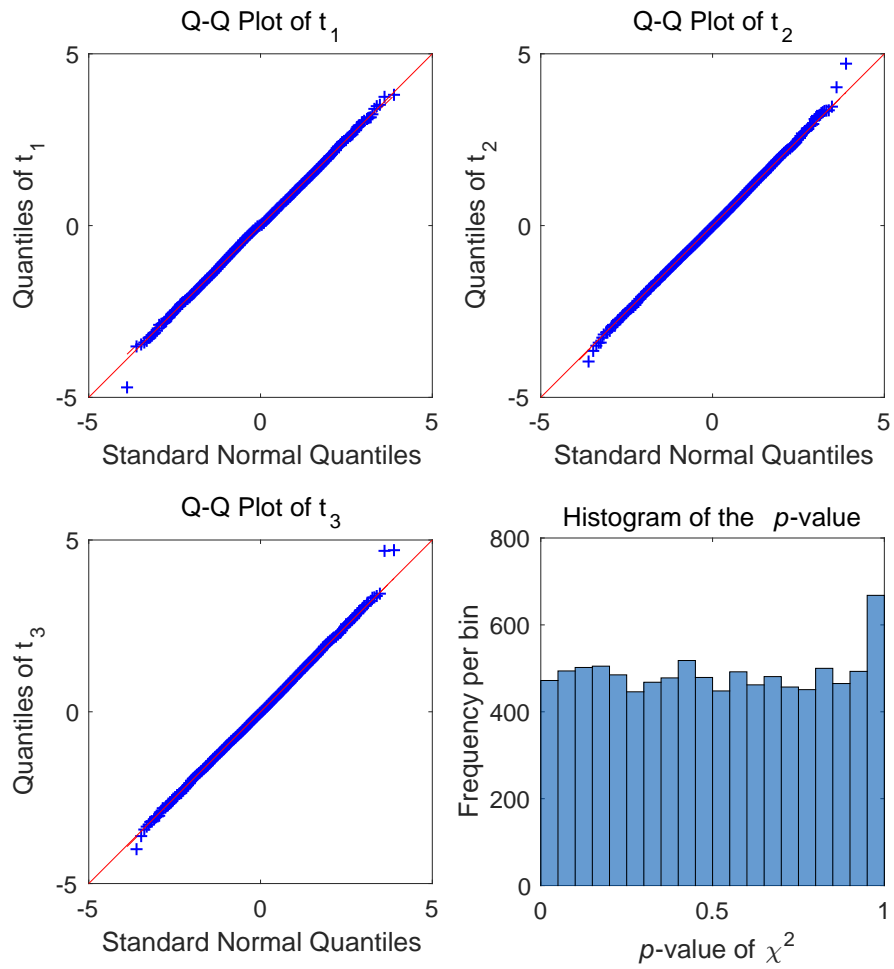 Q-Q Plot of t1
5
0
-5
Quantiles of t1
-5 0 5
Standard Normal Quantiles
Q-Q Plot of t2
5
0
-5
Quantiles of t2
-5 0 5
Standard Normal Quantiles
Q-Q Plot of t3
5
0
-5
Quantiles of t3
-5 0 5
Standard Normal Quantiles
Histogram of the p-value
800
600
400
200
0
Frequency per bin
0 0.5 1
p-value of χ2